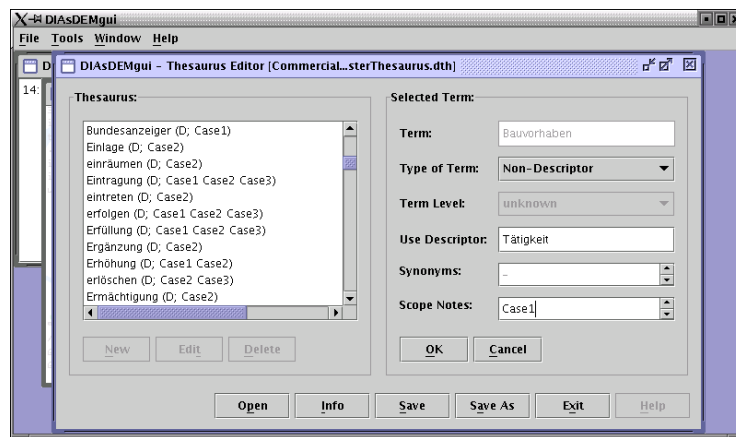 DIAsDEMgui
File Tools Window Help
D
DIAsDEMgui – Thesaurus Editor [Commercial...sterThesaurus.dth]
14:
Thesaurus:
Bundesanzeiger (D; Case1)
Einlage (D; Case2)
einräumen (D; Case2)
Eintragung (D; Case1 Case2 Case3)
eintreten (D; Case2)
erfolgen (D; Case1 Case2 Case3)
Erfüllung (D; Case1 Case2 Case3)
Ergänzung (D; Case2)
Erhöhung (D; Case1 Case2)
erlöschen (D; Case2 Case3)
Ermächtigung (D; Case2)
New Edit Delete
Selected Term:
Term: Bauvorhaben
Type of Term: Non-Descriptor
Term Level: unknown
Use Descriptor: Tätigkeit
Synonyms: -
Scope Notes: Case1
OK Cancel
Open Info Save Save As Exit Help